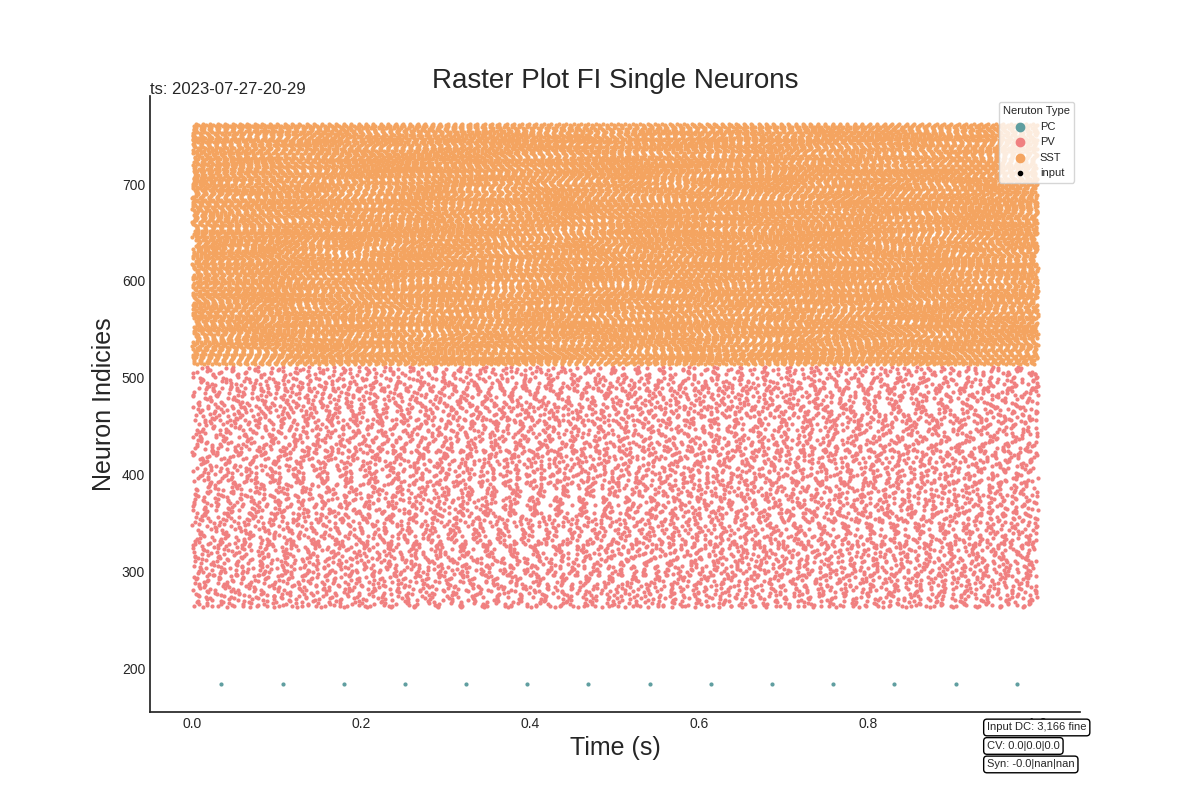 Raster Plot FI Single Neurons
ts: 2023-07-27-20-29
Neruton Type
PC
PV
SST
input
700
600
500
400
300
200
Neuron Indicies
0.0 0.2 0.4 0.6 0.8
Time (s)
Input DC: 3,166 fine
CV: 0.0|0.0|0.0
Syn: -0.0|nan|nan